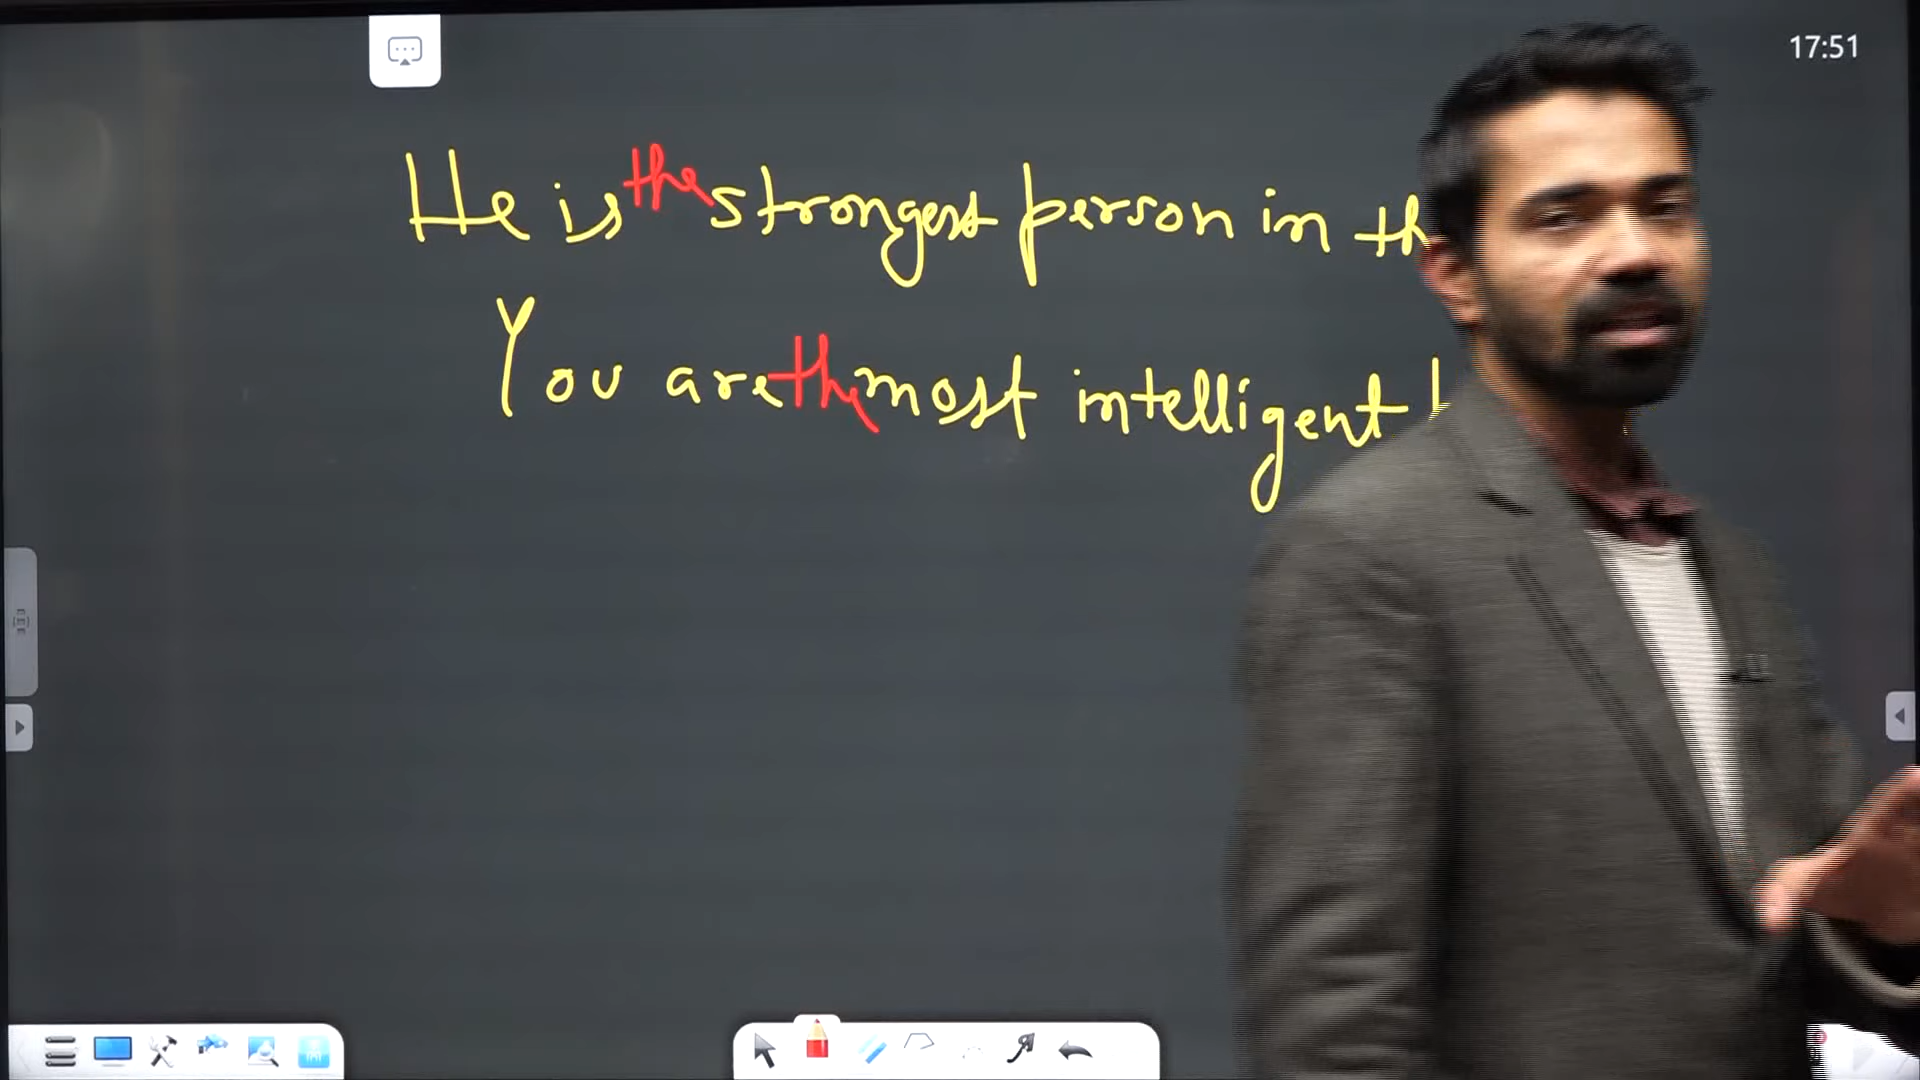 17:51
He is the strongest person in th
You are the most intelligent